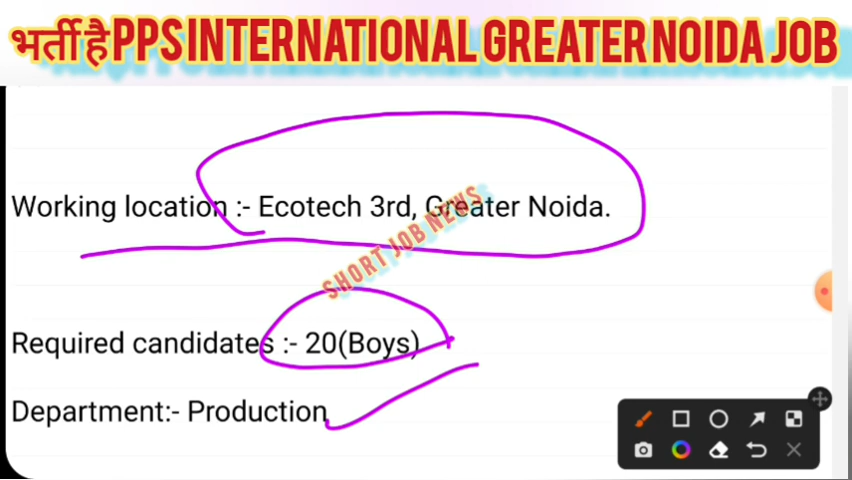 भर्ती है PPS INTERNATIONAL GREATER NOIDA JOB
Working location :- Ecotech 3rd, Greater Noida.
SHORT JOB NEWS
Required candidates :- 20(Boys)
Department:- Production